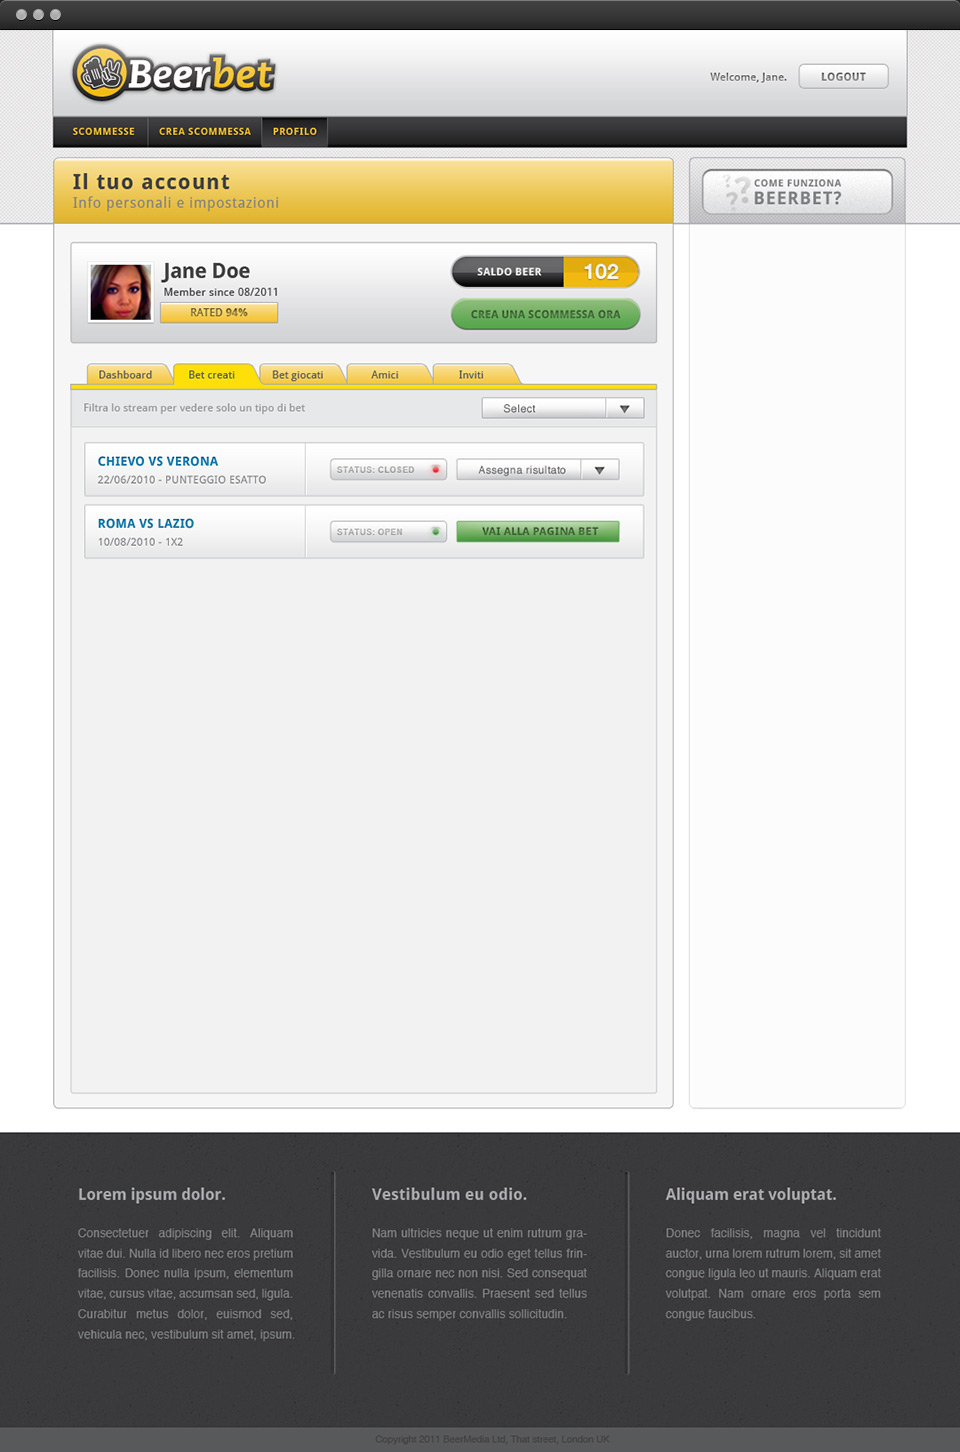 Beerbet
Welcome, Jane.
LOGOUT
SCOMMESSE
CREA SCOMMESSA
PROFILO
Il tuo account
Info personali e impostazioni
COME FUNZIONA
BEERBET?
Jane Doe
Member since 08/2011
RATED 94%
SALDO BEER
102
CREA UNA SCOMMESSA ORA
Dashboard
Bet creati
Bet giocati
Amici
Inviti
Filtra lo stream per vedere solo un tipo di bet
Select
CHIEVO VS VERONA
22/06/2010 - PUNTEGGIO ESATTO
STATUS: CLOSED
Assegna risultato
ROMA VS LAZIO
10/08/2010 - 1X2
STATUS: OPEN
VAI ALLA PAGINA BET
Lorem ipsum dolor.
Consectetuer adipiscing elit. Aliquam
vitae dui. Nulla id libero nec eros pretium
facilisis. Donec nulla ipsum, elementum
vitae, cursus vitae, accumsan sed, ligula.
Curabitur metus dolor, euismod sed,
vehicula nec, vestibulum sit amet, ipsum.
Vestibulum eu odio.
Nam ultricies neque ut enim rutrum gra-
vida. Vestibulum eu odio eget tellus frin-
gilla ornare nec non nisi. Sed consequat
venenatis convallis. Praesent sed tellus
ac risus semper convallis sollicitudin.
Aliquam erat voluptat.
Donec facilisis, magna vel tincidunt
auctor, urna lorem rutrum lorem, sit amet
congue ligula leo ut mauris. Aliquam erat
volutpat. Nam ornare eros porta sem
congue faucibus.
Copyright 2011 BeerMedia Ltd, That street, London UK